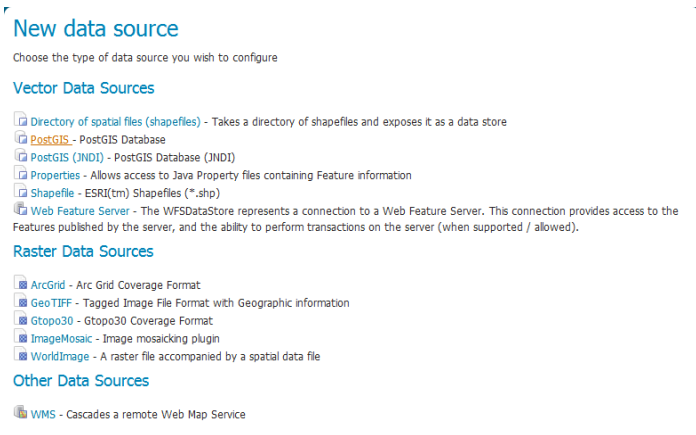 New data source
Choose the type of data source you wish to configure
Vector Data Sources
Directory of spatial files (shapefiles) - Takes a directory of shapefiles and exposes it as a data store
PostGIS - PostGIS Database
PostGIS (JNDI) - PostGIS Database (JNDI)
Properties - Allows access to Java Property files containing Feature information
Shapefile - ESRI(tm) Shapefiles (*.shp)
Web Feature Server - The WFSDataStore represents a connection to a Web Feature Server. This connection provides access to the
Features published by the server, and the ability to perform transactions on the server (when supported / allowed).
Raster Data Sources
ArcGrid - Arc Grid Coverage Format
GeoTIFF - Tagged Image File Format with Geographic information
Gtopo30 - Gtopo30 Coverage Format
ImageMosaic - Image mosaicking plugin
WorldImage - A raster file accompanied by a spatial data file
Other Data Sources
WMS - Cascades a remote Web Map Service